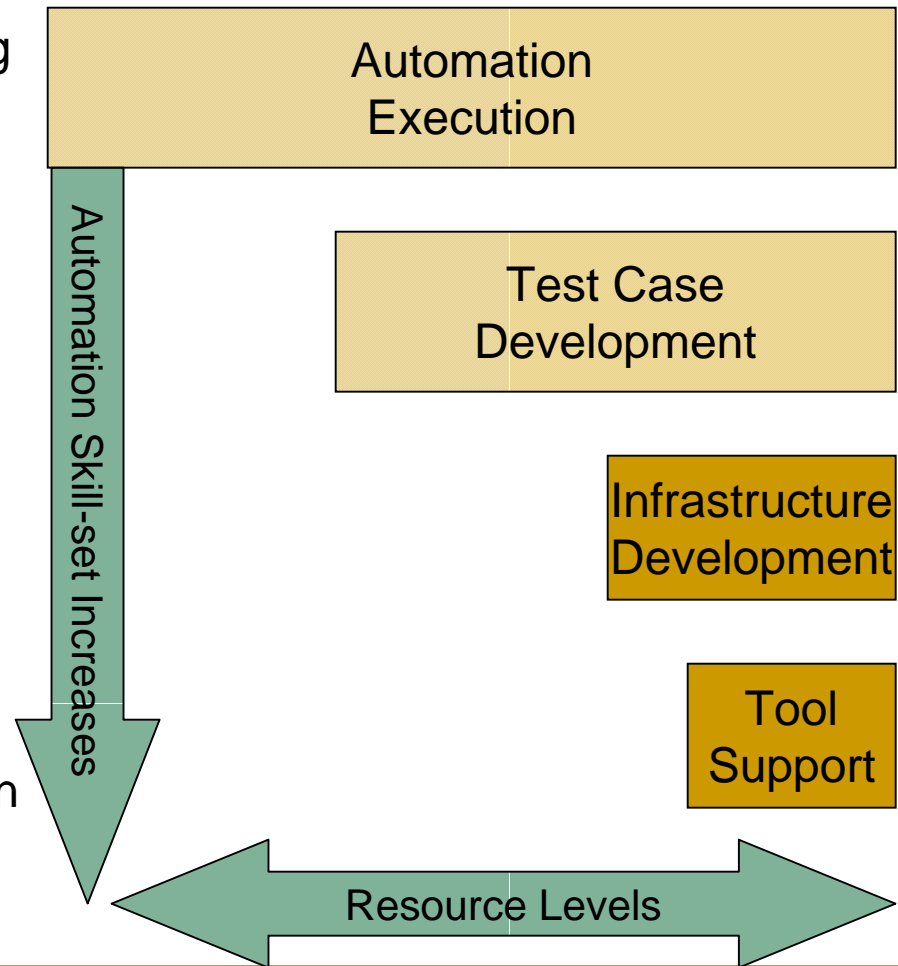 g
Automation
Execution
Automation Skill-set Increases
Test Case
Development
Infrastructure
Development
Tool
Support
Resource Levels